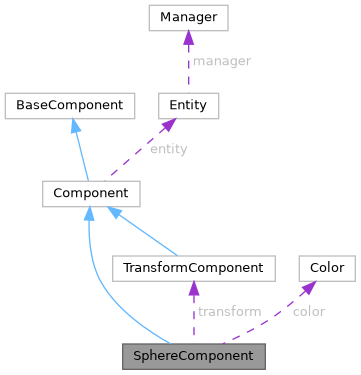 Manager
manager
BaseComponent
Entity
entity
Component
TransformComponent
Color
transform
color
SphereComponent